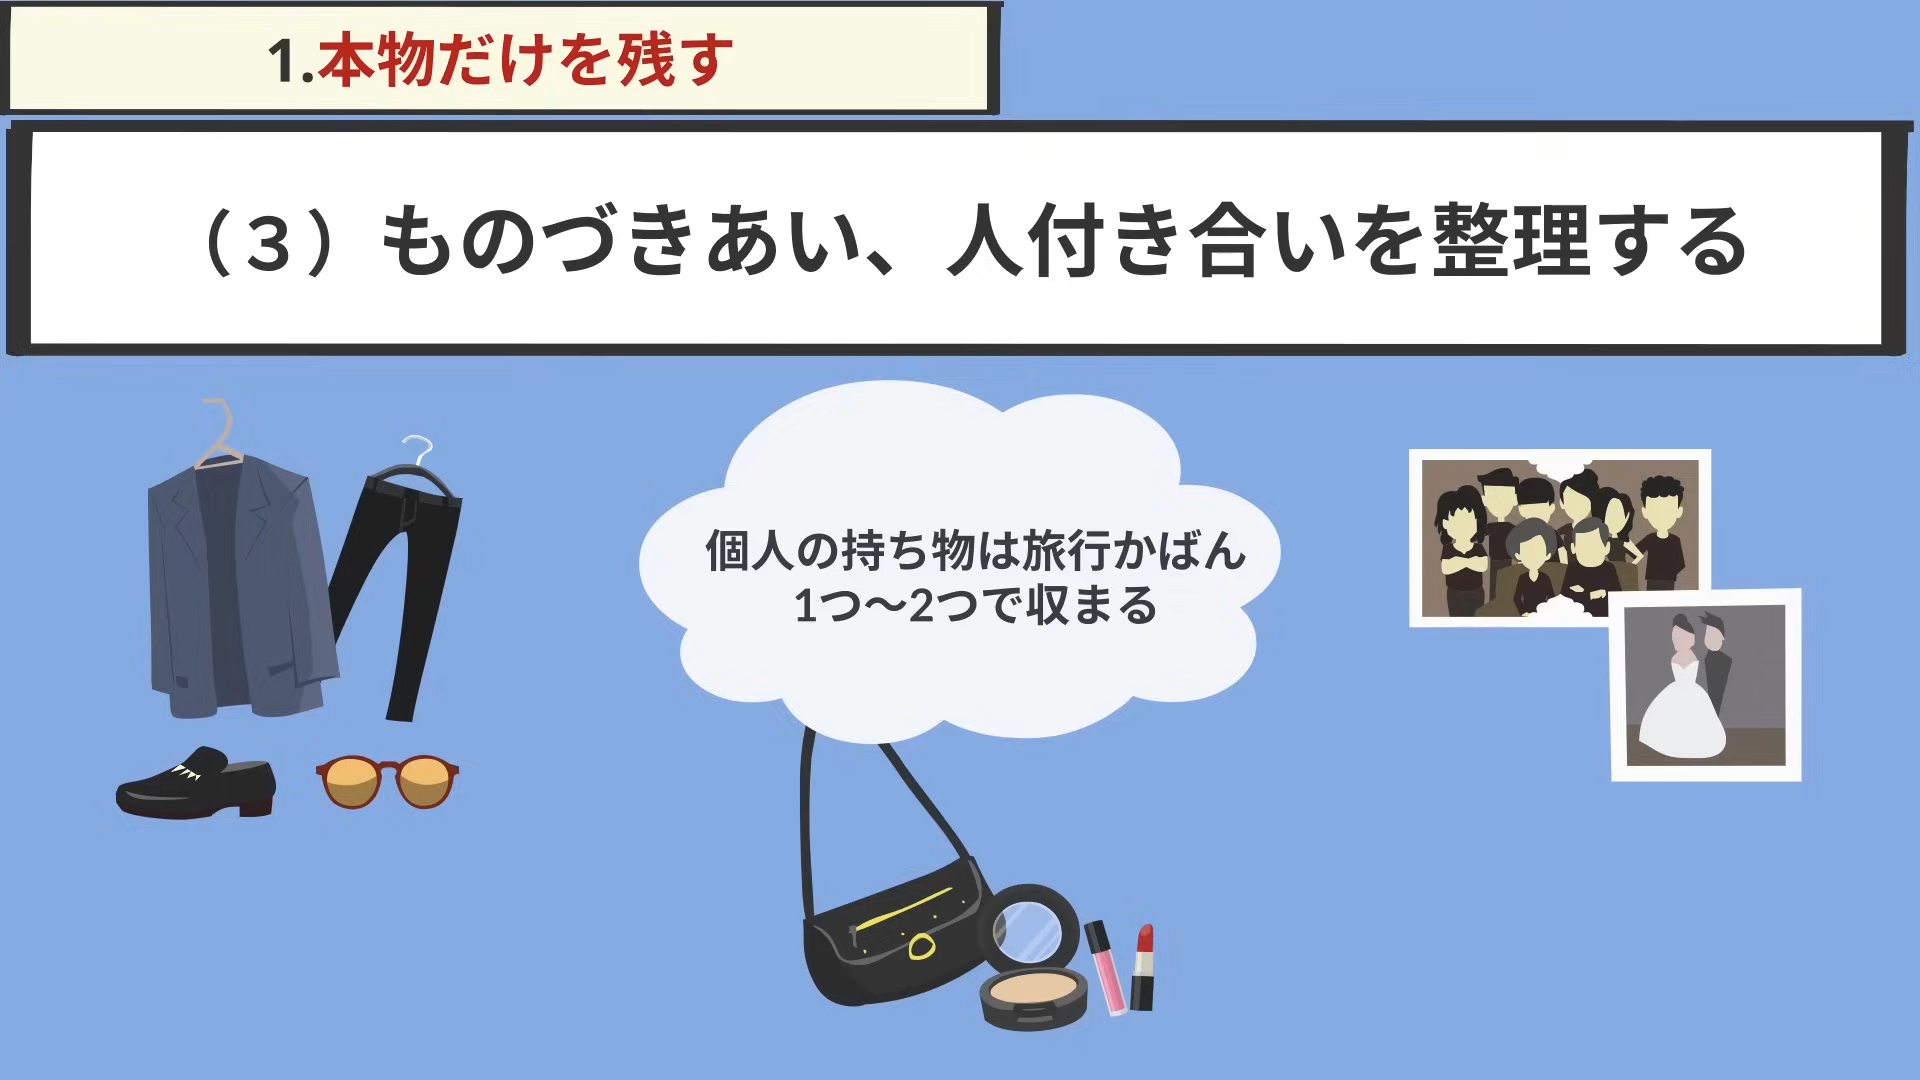 1.本物だけを残す
（３）ものづきあい、人付き合いを整理する
個人の持ち物は旅行かばん
1つ〜2つで収まる